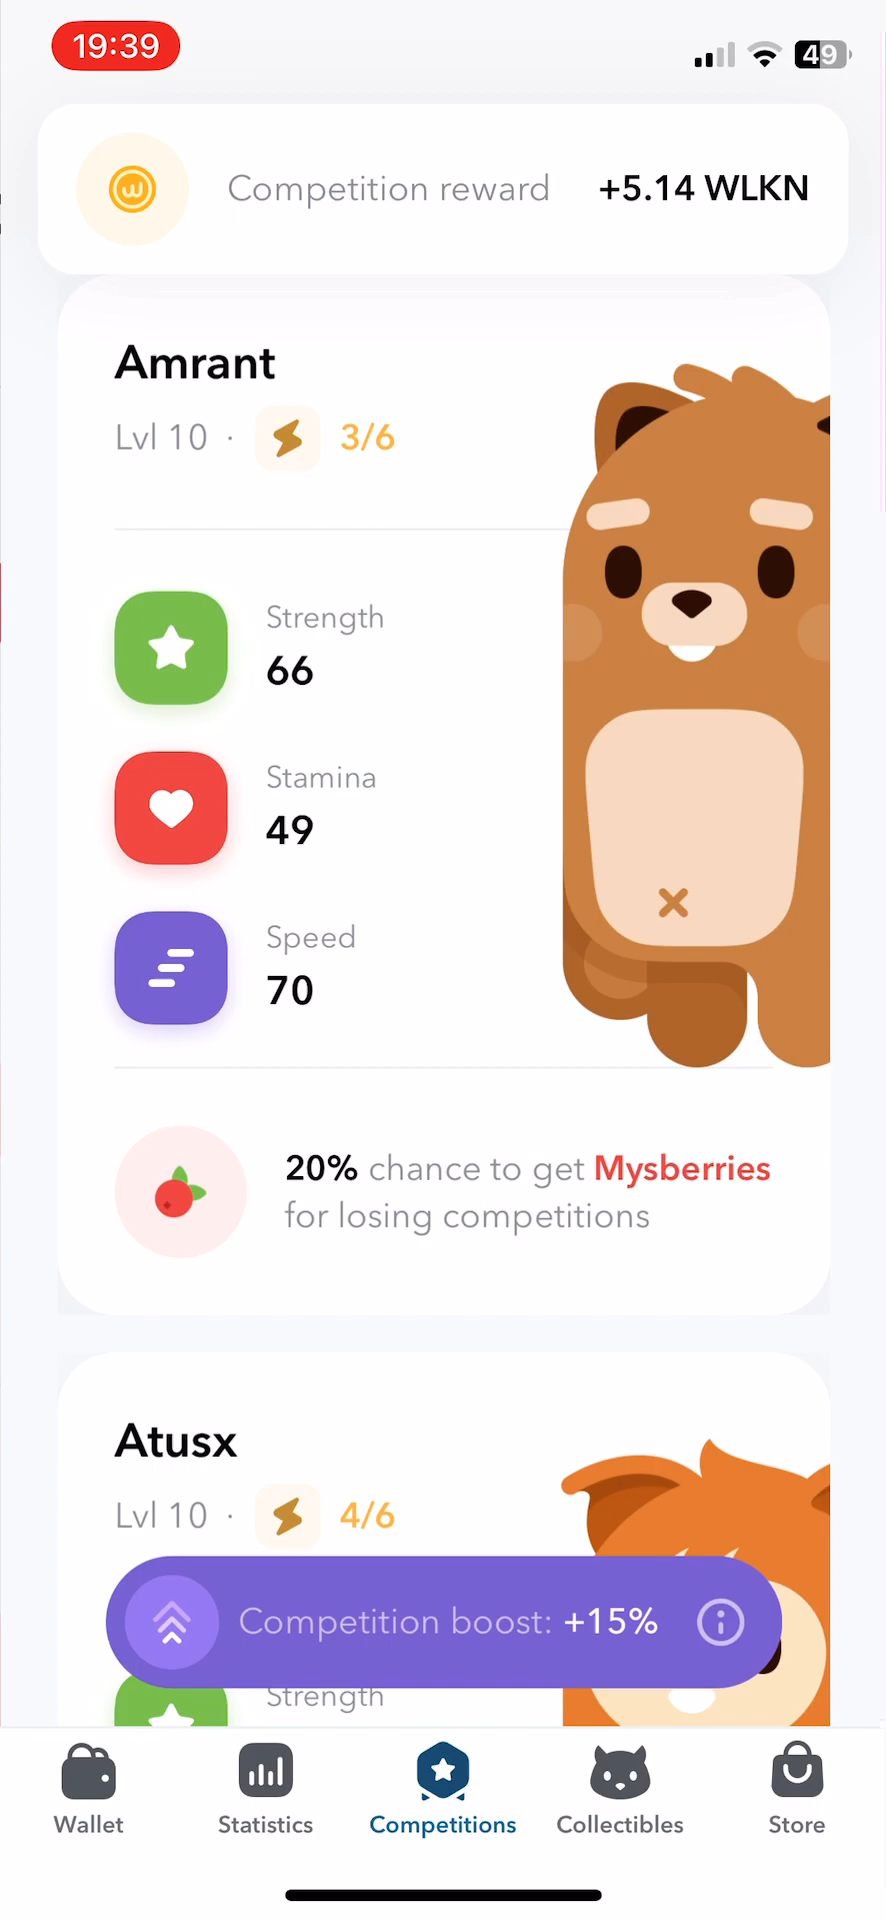 19:39
49
Competition reward +5.14 WLKN
Amrant
Lvl 10 · 3/6
Strength
66
Stamina
49
Speed
70
20% chance to get Mysberries
for losing competitions
Atusx
Lvl 10 · 4/6
Competition boost: +15%
Strength
Wallet Statistics Competitions Collectibles Store